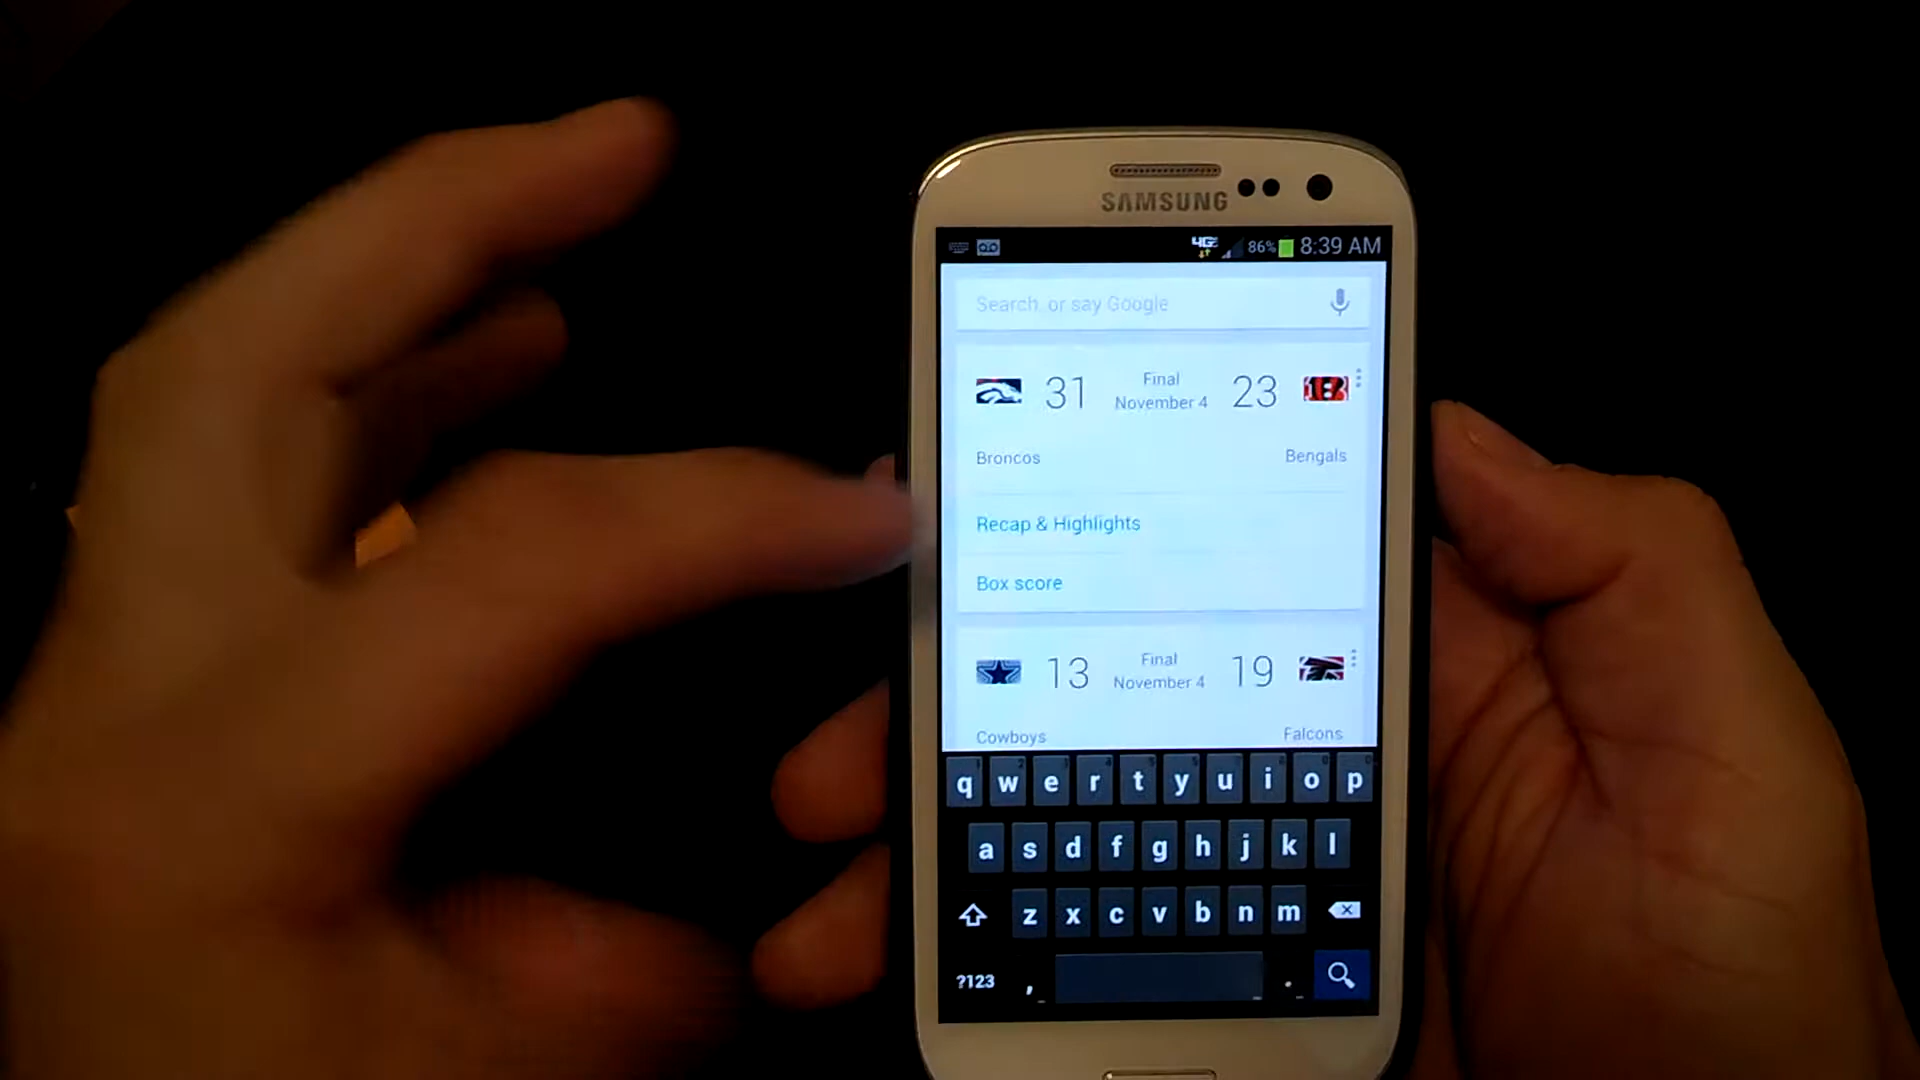 SAMSUNG
4G 86% 8:39 AM
Search, or say Google
31 Final 23
November 4
Broncos Bengals
Recap & Highlights
Box score
13 Final 19
November 4
Cowboys Falcons
q w e r t y u i o p
a s d f g h j k l
z x c v b n m
?123 , .